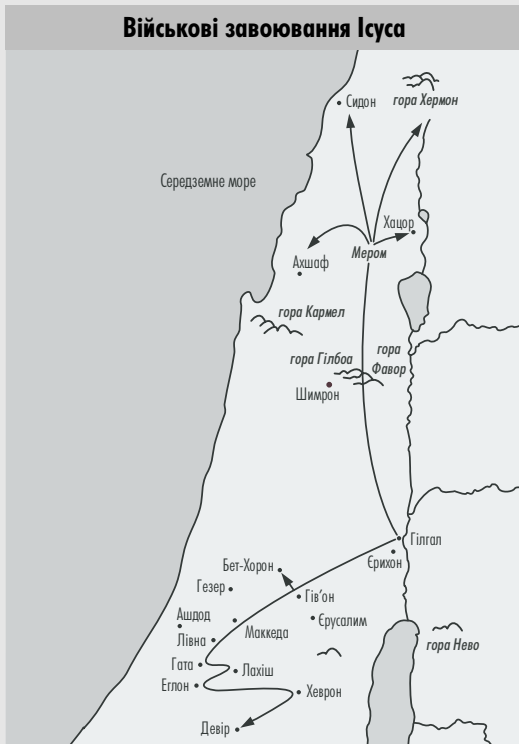 Військові завоювання Ісуса
Сидон
гора Хермон
Середземне море
Хацор
Мером
Ахшаф
гора Кармел
гора Гілбоа
гора
Фавор
Шимрон
Гілгал
Єрихон
Бет-Хорон
Гезер
Гів’он
Ашдод
Маккеда
Єрусалим
Лівна
гора Нево
Гата
Лахіш
Еглон
Хеврон
Девір